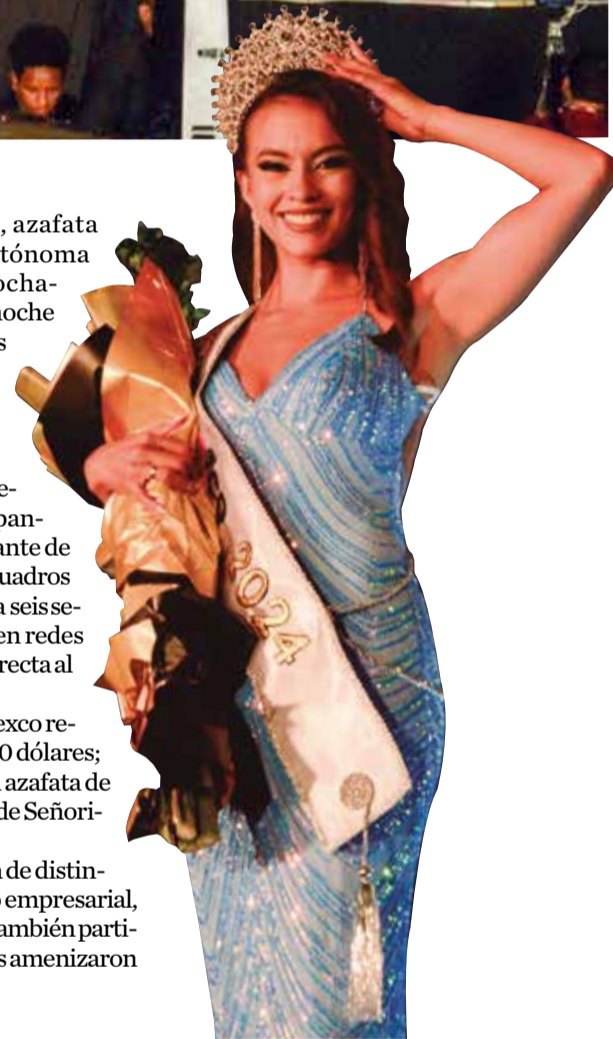 , azafata
tónoma
ocha-
noche
s
e-
pan-
ante de
uadros
a seis se-
en redes
recta al
exco re-
0 dólares;
azafata de
de Señori-
de distin-
empresarial,
ambién parti-
s amenizaron
2024